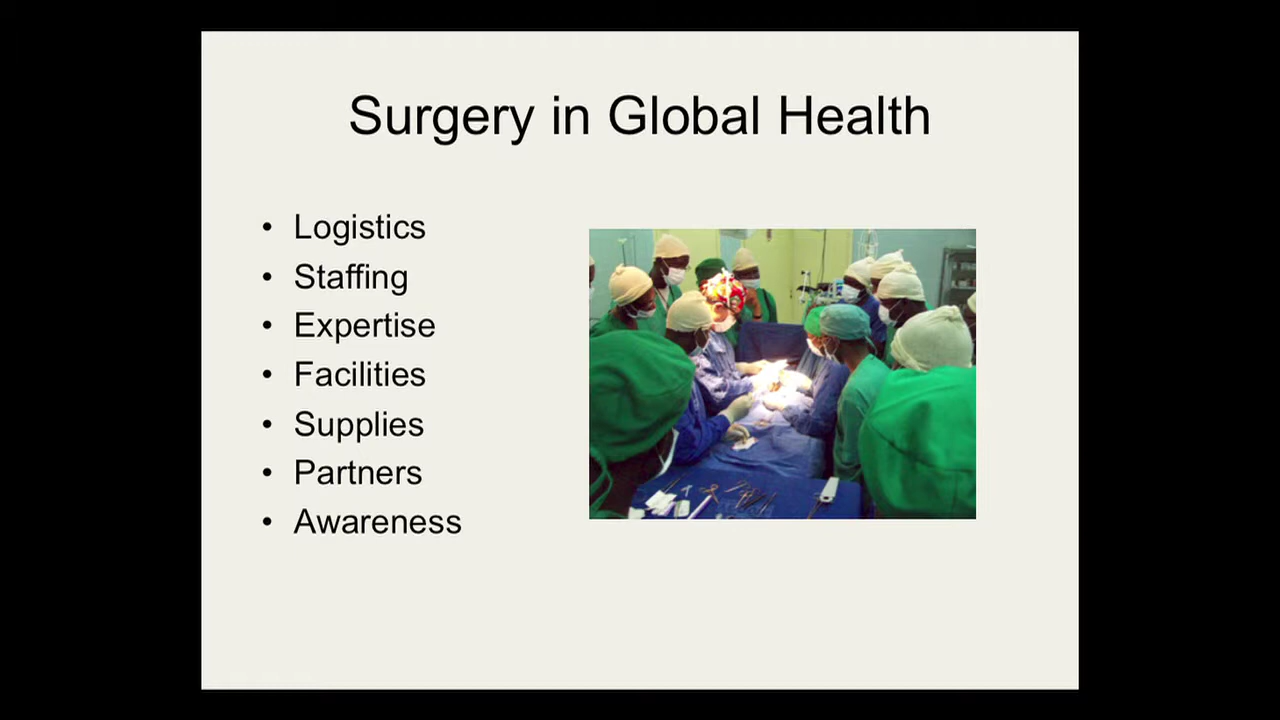 Surgery in Global Health
• Logistics
• Staffing
• Expertise
• Facilities
• Supplies
• Partners
• Awareness